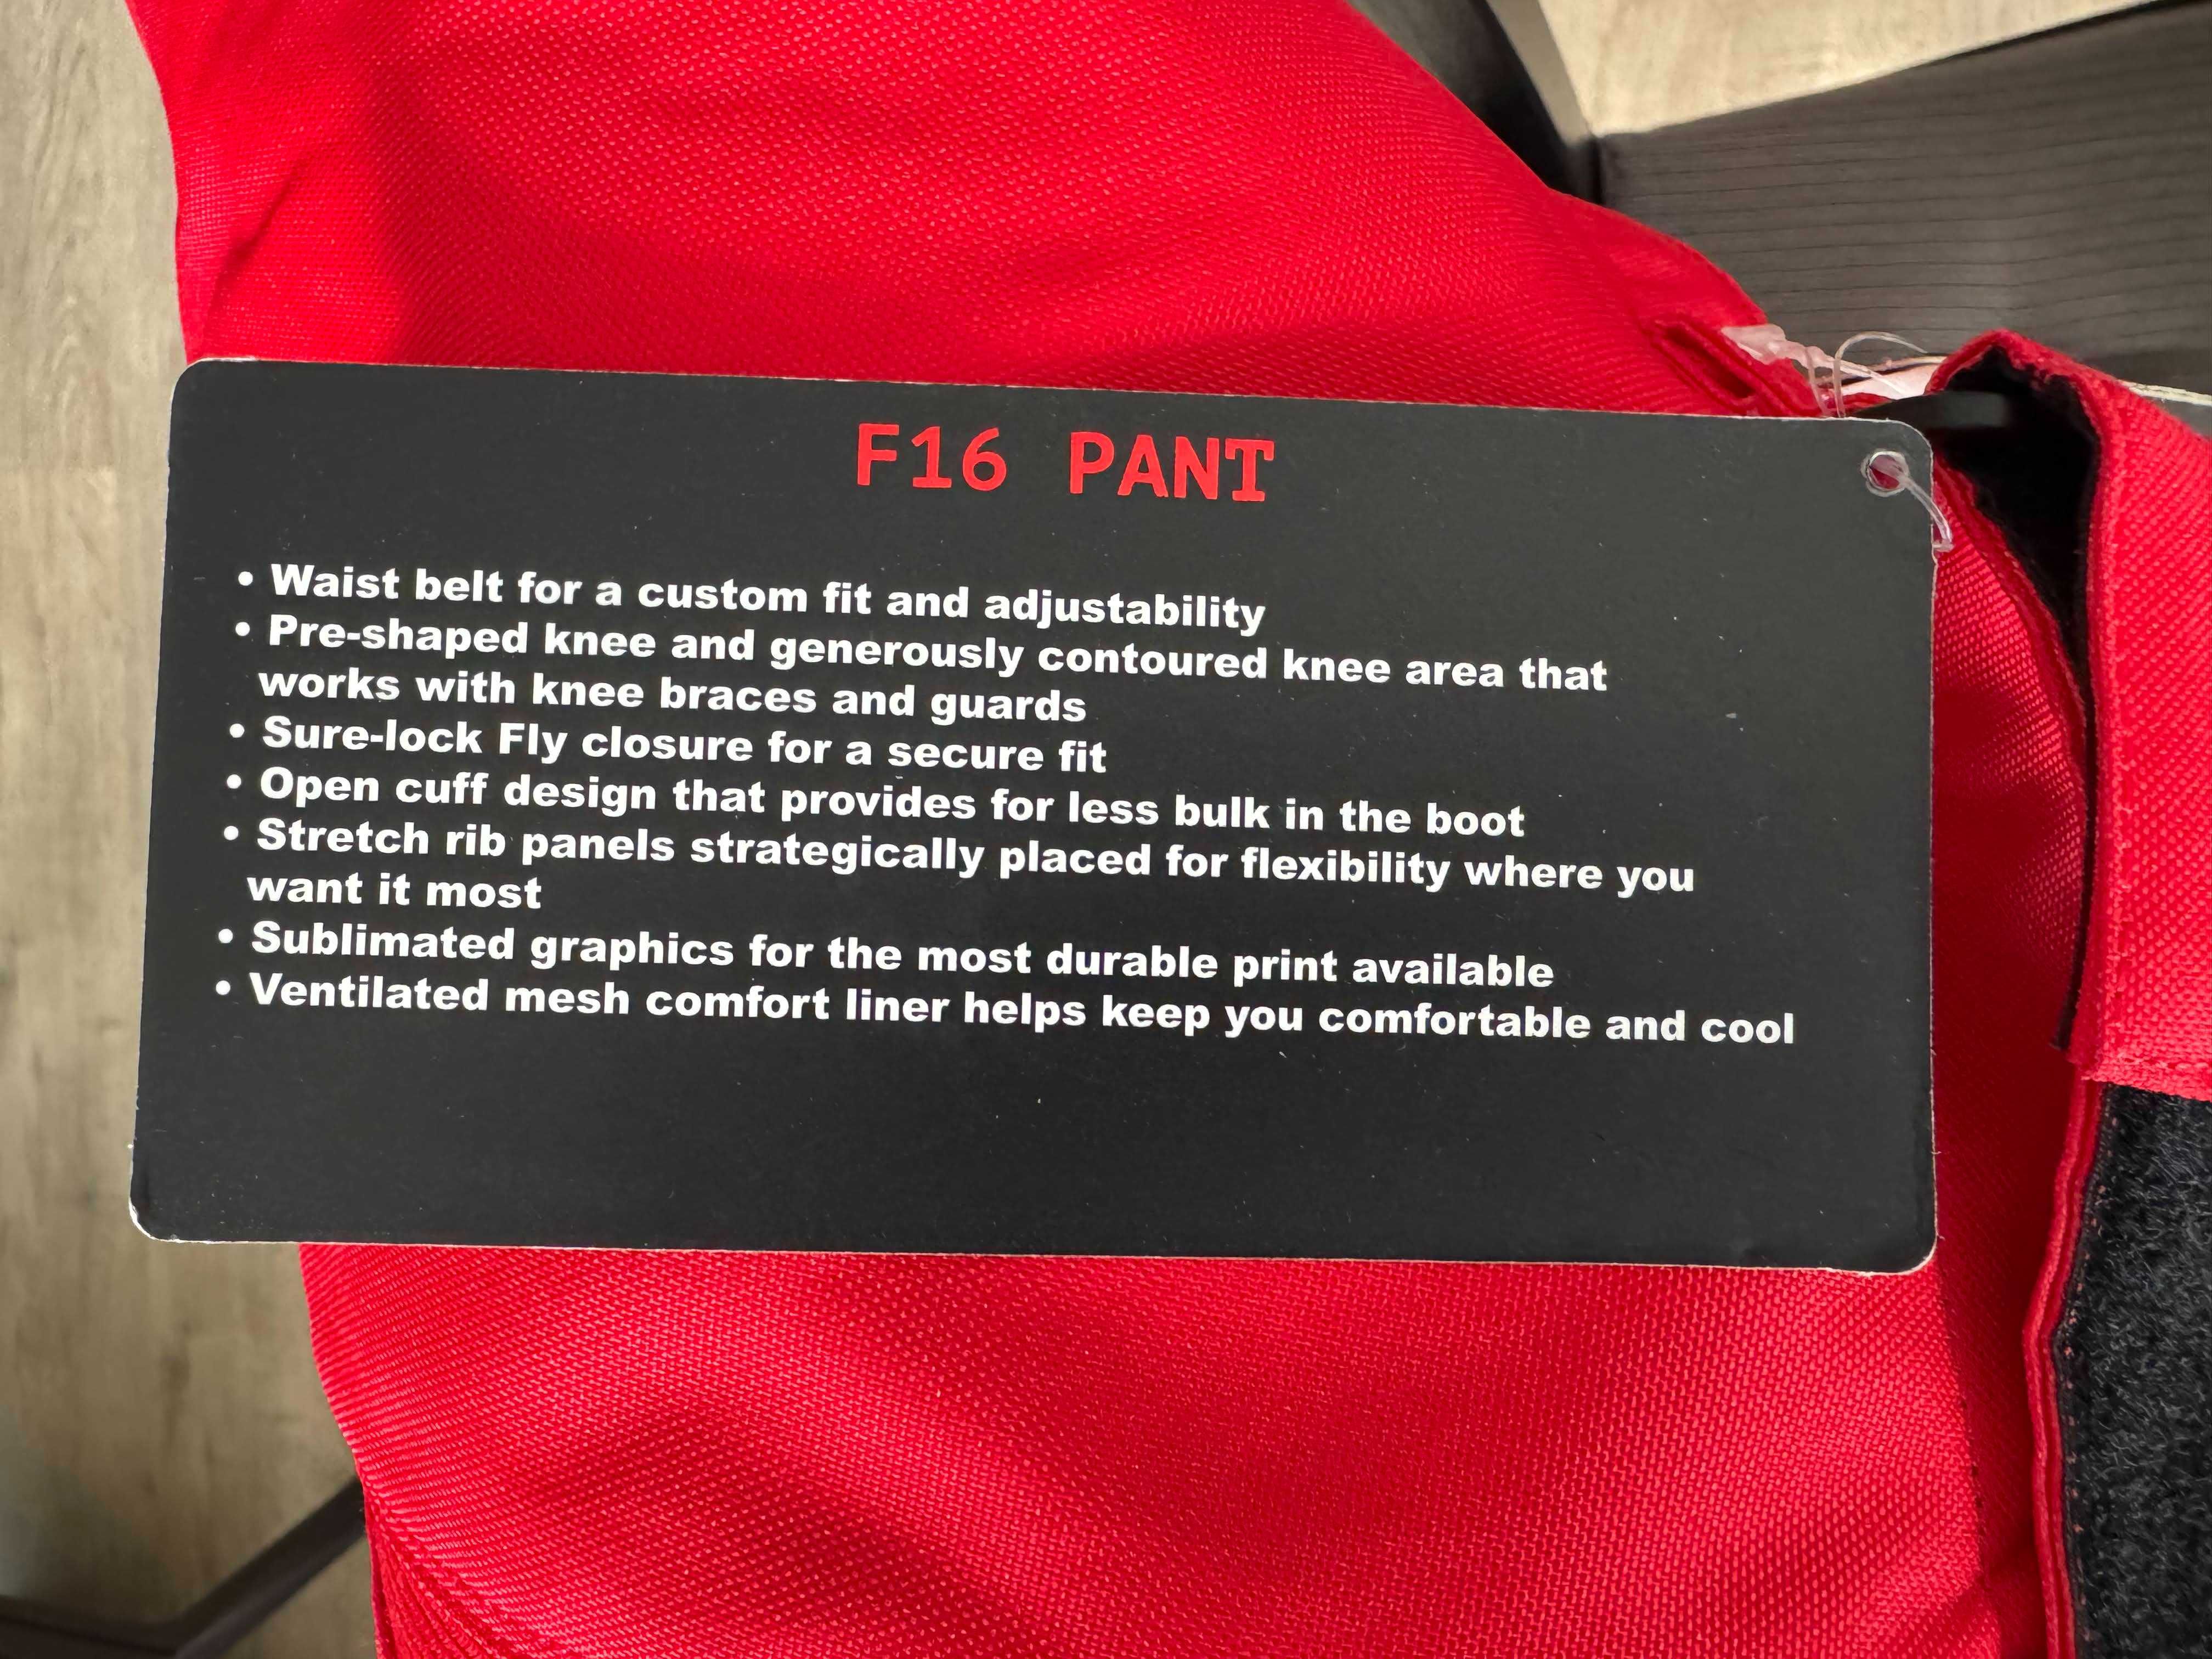 F16 PANT
• Waist belt for a custom fit and adjustability
• Pre-shaped knee and generously contoured knee area that
works with knee braces and guards
• Sure-lock Fly closure for a secure fit
• Open cuff design that provides for less bulk in the boot
• Stretch rib panels strategically placed for flexibility where you
want it most
• Sublimated graphics for the most durable print available
• Ventilated mesh comfort liner helps keep you comfortable and cool